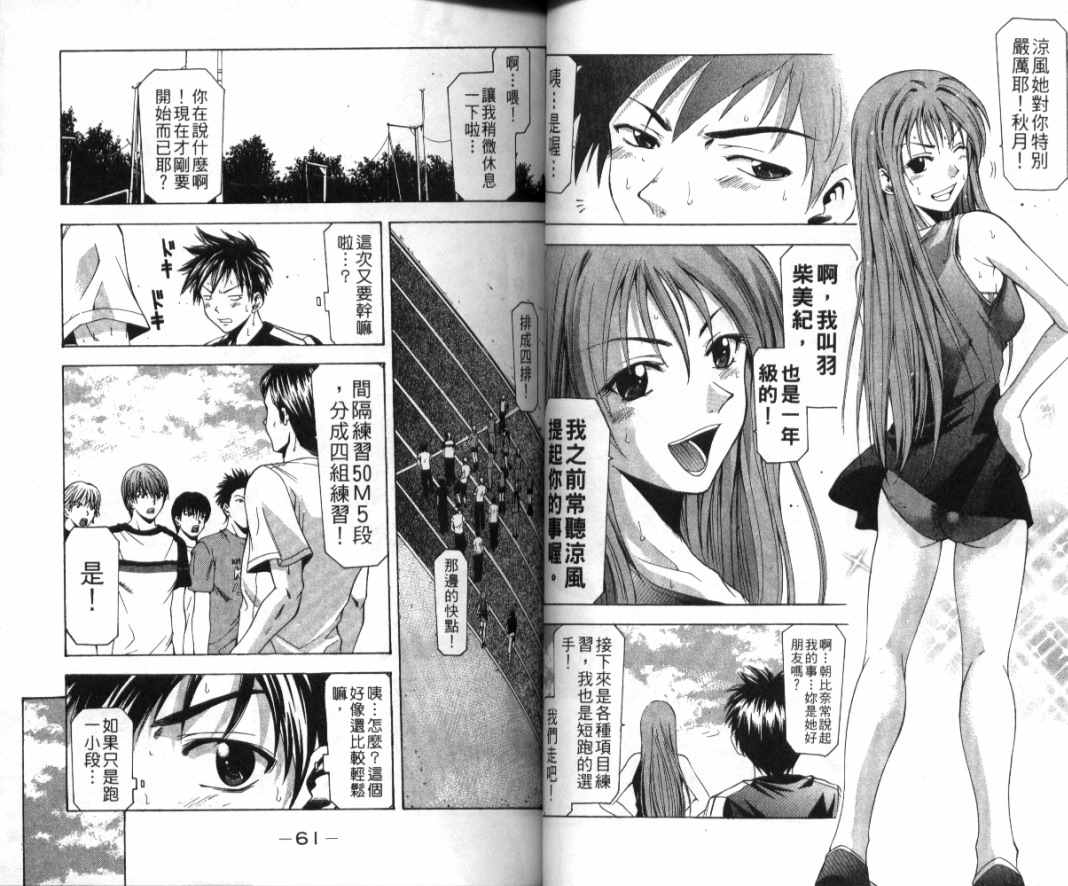 涼風她對你特別
嚴厲耶！秋月！
咦…是喔…
啊，我叫羽
柴美紀，
也是一年
級的！
我之前常聽涼風
提起你的事喔。
啊…朝比奈常說起
我的事…妳是她好
朋友嗎？
接下來是各種項目練
習，我也是短跑的選
手！
我們走吧！
啊…喂！
讓我稍微休息
一下啦…
你在說什麼啊
！現在才剛要
開始而已耶？
排成四排！
那邊的快點！
這次又要幹嘛
啦…？
ドキ
ドキ
間隔練習50M5段
，分成四組練習！
是！
咦…怎麼？這個
好像還比較輕鬆
嘛，
如果只是跑
一小段…
—61—